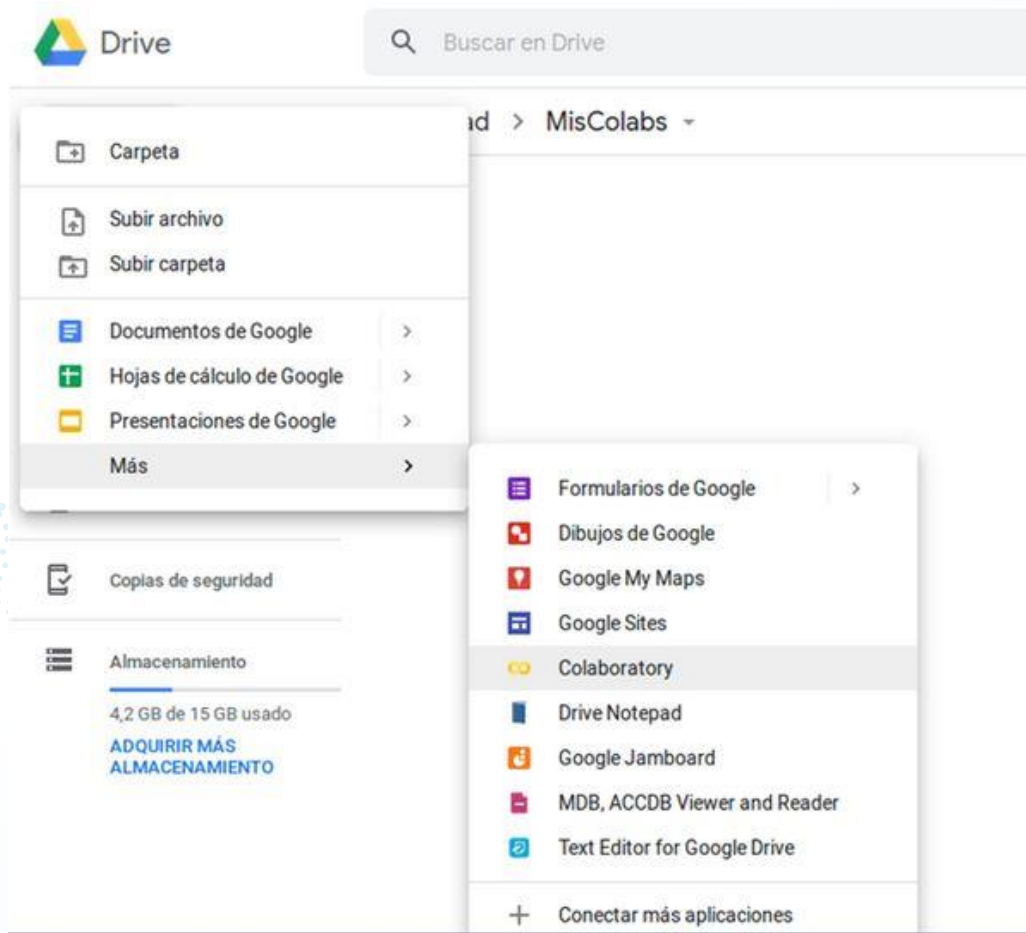 Drive
Buscar en Drive
ad > MisColabs
Carpeta
Subir archivo
Subir carpeta
Documentos de Google >
Hojas de cálculo de Google >
Presentaciones de Google >
Más >
Formularios de Google >
Dibujos de Google
Google My Maps
Google Sites
Colaboratory
Drive Notepad
Google Jamboard
MDB, ACCDB Viewer and Reader
Text Editor for Google Drive
Conectar más aplicaciones
Copias de seguridad
Almacenamiento
4,2 GB de 15 GB usado
ADQUIRIR MÁS
ALMACENAMIENTO